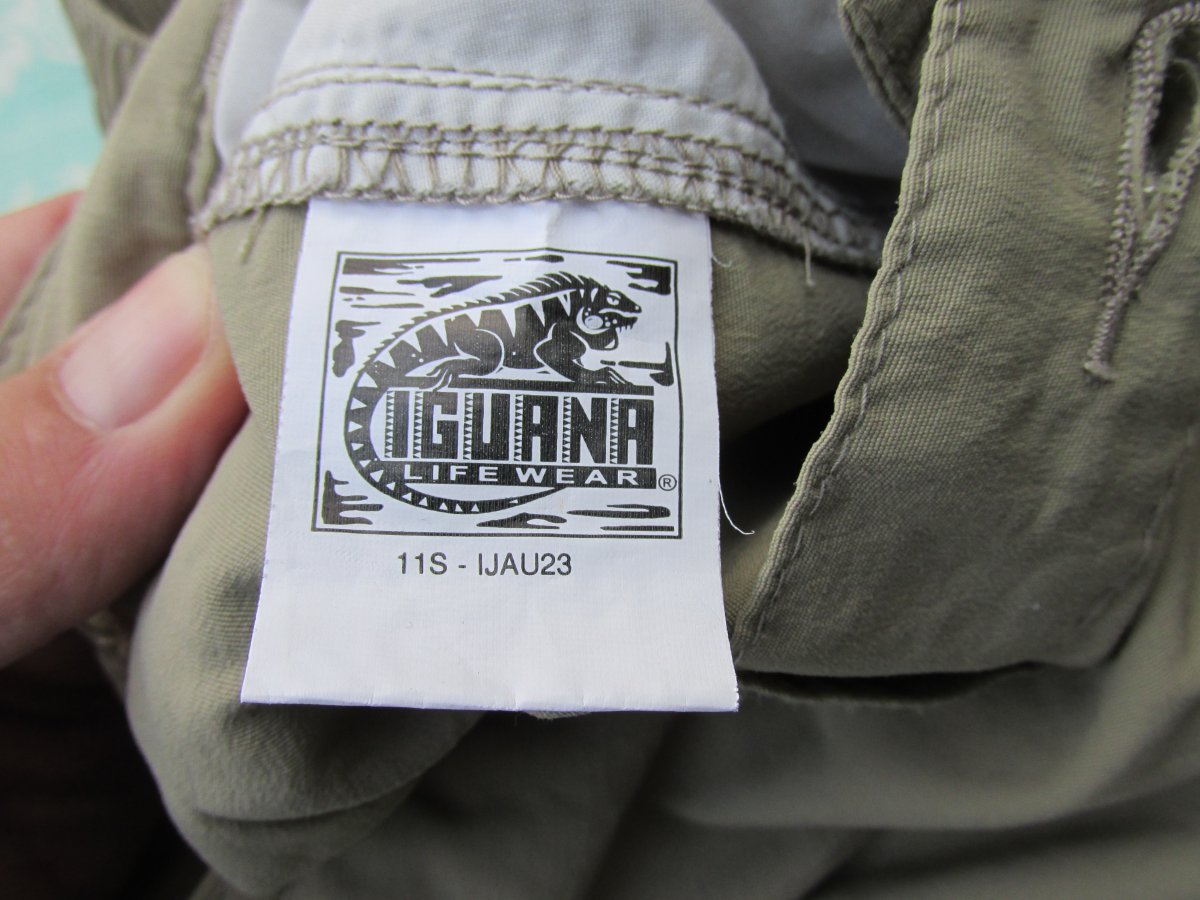 IGUANA
LIFE WEAR ®
11S - IJAU23